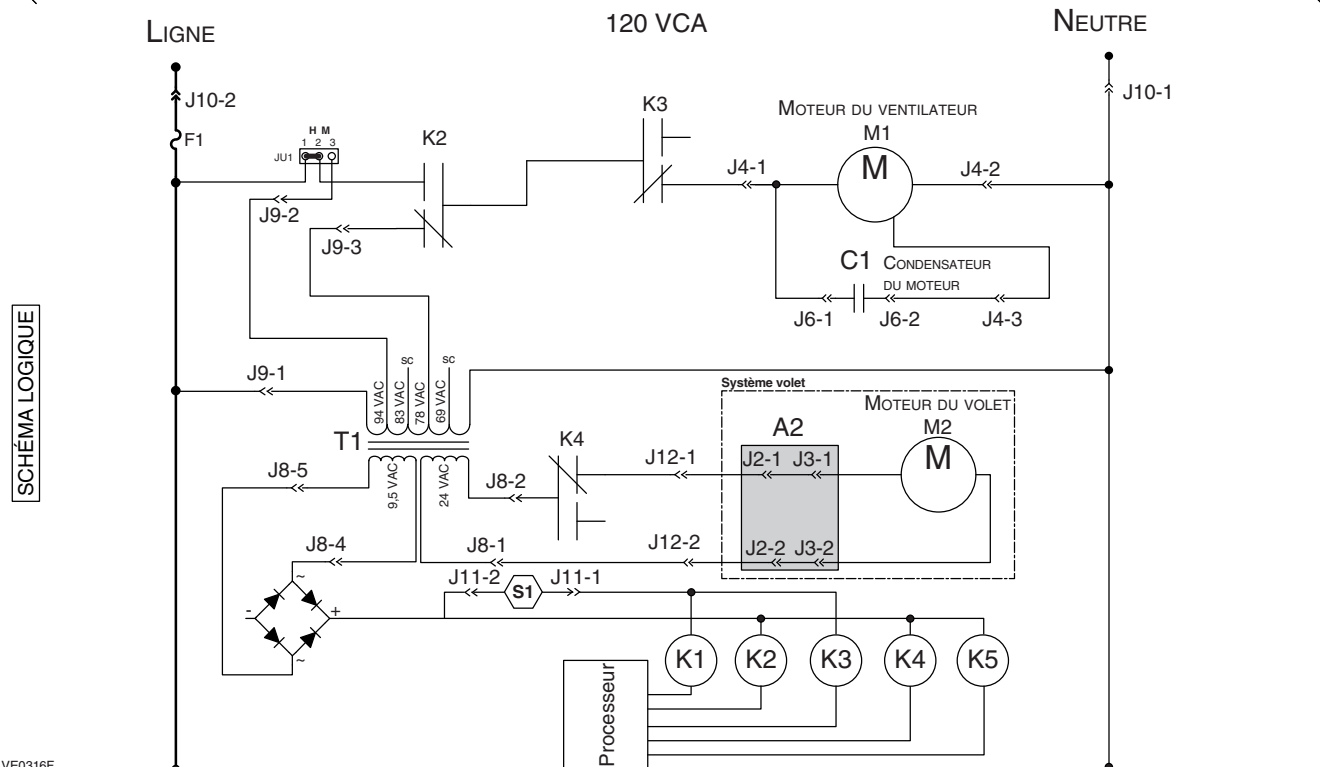 LIGNE
120 VCA
NEUTRE
J10-2
J10-1
F1
H M
1 2 3
JU1
K2
K3
MOTEUR DU VENTILATEUR
M1
M
J4-1
J4-2
J9-2
J9-3
C1 CONDENSATEUR
DU MOTEUR
J6-1
J6-2
J4-3
SCHÉMA LOGIQUE
J9-1
94 VAC
83 VAC
78 VAC
69 VAC
SC
SC
Système volet
MOTEUR DU VOLET
M2
M
A2
T1
K4
J8-5
9,5 VAC
24 VAC
J8-2
J12-1
J2-1
J3-1
J8-4
J8-1
J12-2
J2-2
J3-2
J11-2
S1
J11-1
~
-
+
~
K1
K2
K3
K4
K5
Processeur